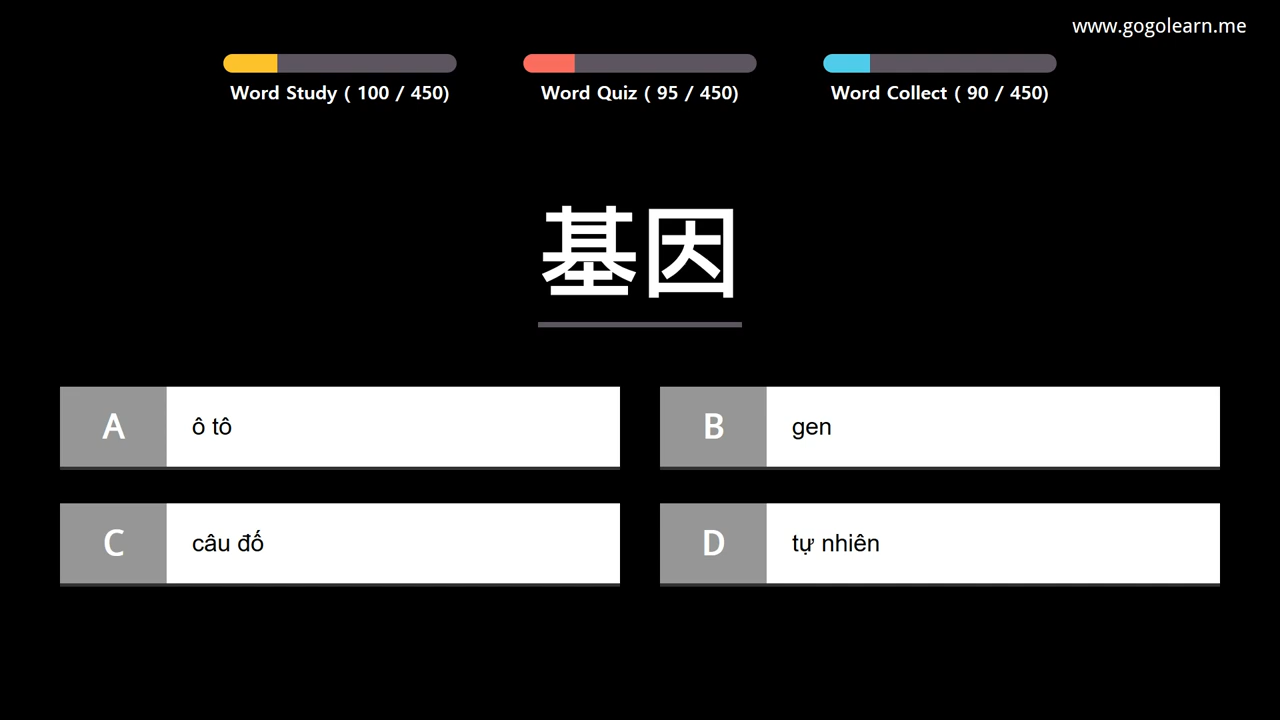 www.gogolearn.me
Word Study ( 100 / 450)
Word Quiz ( 95 / 450)
Word Collect ( 90 / 450)
基因
A ô tô
B gen
C câu đố
D tự nhiên